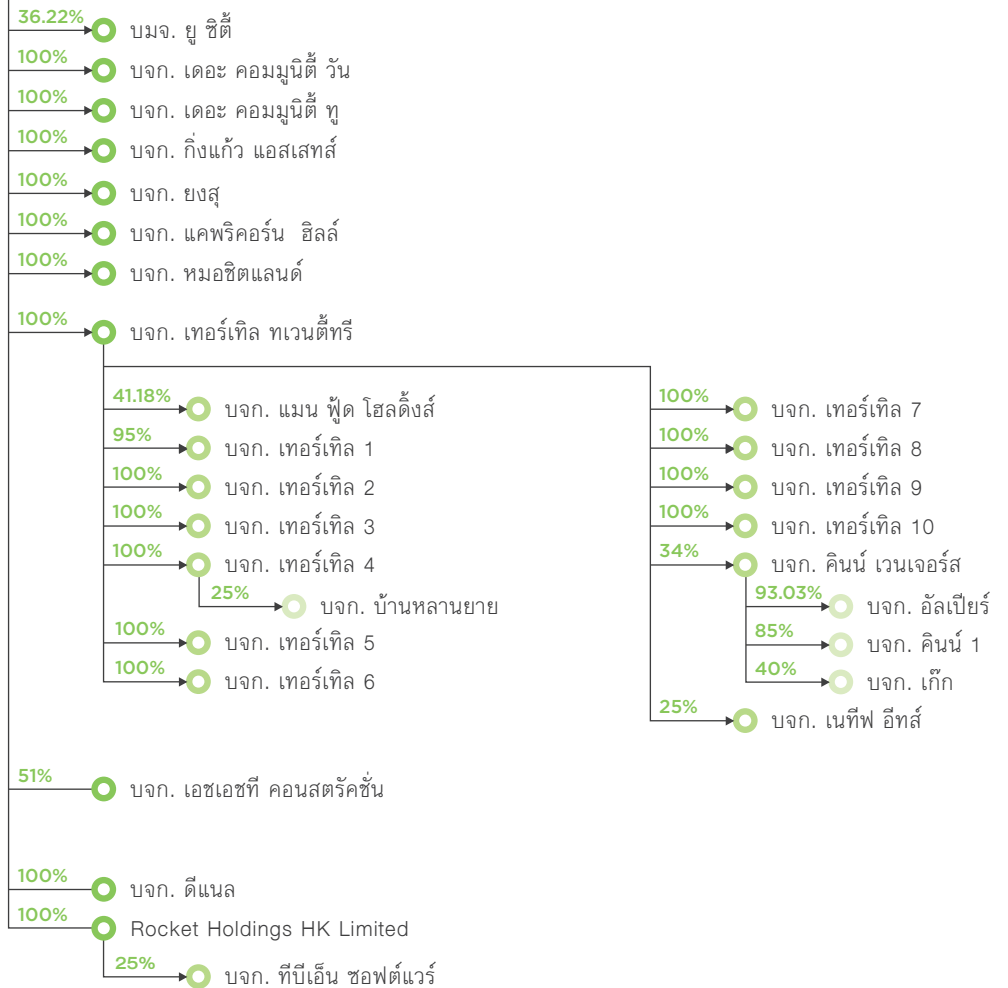 36.22%
บมจ. ยู ซิตี้
100%
บจก. เดอะ คอมมูนิตี้ วัน
100%
บจก. เดอะ คอมมูนิตี้ ทู
100%
บจก. กิ่งแก้ว แอสเสทส์
100%
บจก. ยงสุ
100%
บจก. แคพริคอร์น ฮิลล์
100%
บจก. หมอชิตแลนด์
100%
บจก. เทอร์เทิล ทเวนตี้ทรี
41.18%
บจก. แมน ฟู้ด โฮลดิ้งส์
95%
บจก. เทอร์เทิล 1
100%
บจก. เทอร์เทิล 2
100%
บจก. เทอร์เทิล 3
100%
บจก. เทอร์เทิล 4
25%
บจก. บ้านหลานยาย
100%
บจก. เทอร์เทิล 5
100%
บจก. เทอร์เทิล 6
100%
บจก. เทอร์เทิล 7
100%
บจก. เทอร์เทิล 8
100%
บจก. เทอร์เทิล 9
100%
บจก. เทอร์เทิล 10
34%
บจก. คินน์ เวนเจอร์ส
93.03%
บจก. อัลเปียร์
85%
บจก. คินน์ 1
40%
บจก. เก๊ก
25%
บจก. เนทีฟ อีทส์
51%
บจก. เอชเอชที คอนสตรัคชั่น
100%
บจก. ดีแนล
100%
Rocket Holdings HK Limited
25%
บจก. ทีบีเอ็น ซอฟต์แวร์